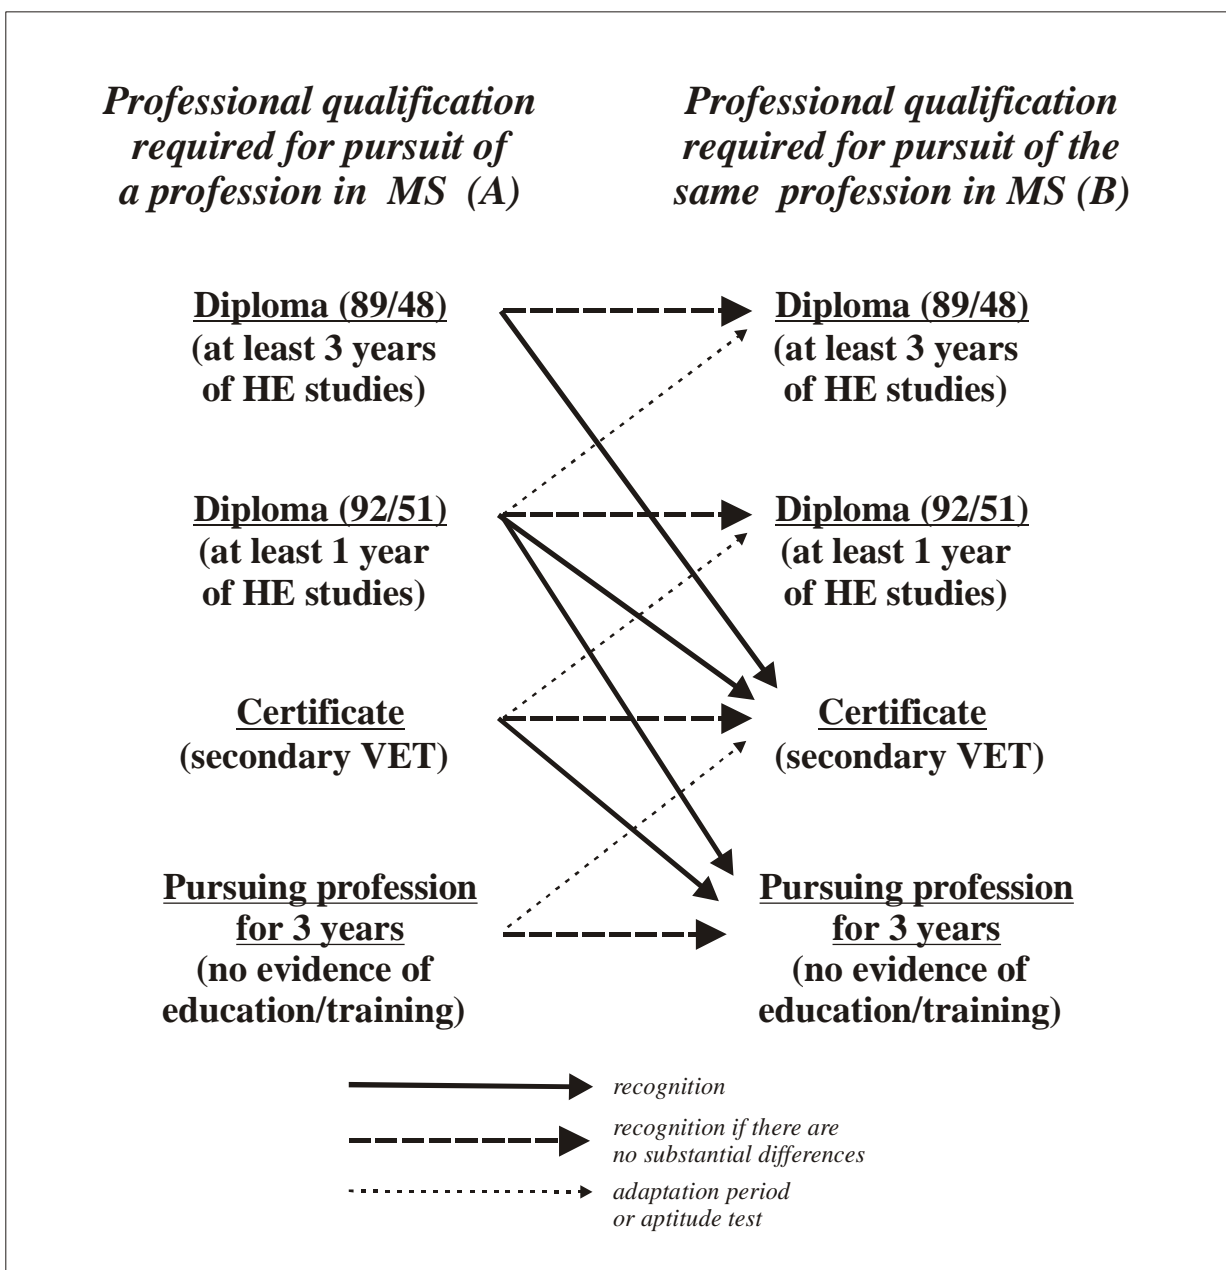 Professional qualification
required for pursuit of
a profession in MS (A)
Professional qualification
required for pursuit of the
same profession in MS (B)
Diploma (89/48)
(at least 3 years
of HE studies)
Diploma (89/48)
(at least 3 years
of HE studies)
Diploma (92/51)
(at least 1 year
of HE studies)
Diploma (92/51)
(at least 1 year
of HE studies)
Certificate
(secondary VET)
Certificate
(secondary VET)
Pursuing profession
for 3 years
(no evidence of
education/training)
Pursuing profession
for 3 years
(no evidence of
education/training)
recognition
recognition if there are
no substantial differences
adaptation period
or aptitude test